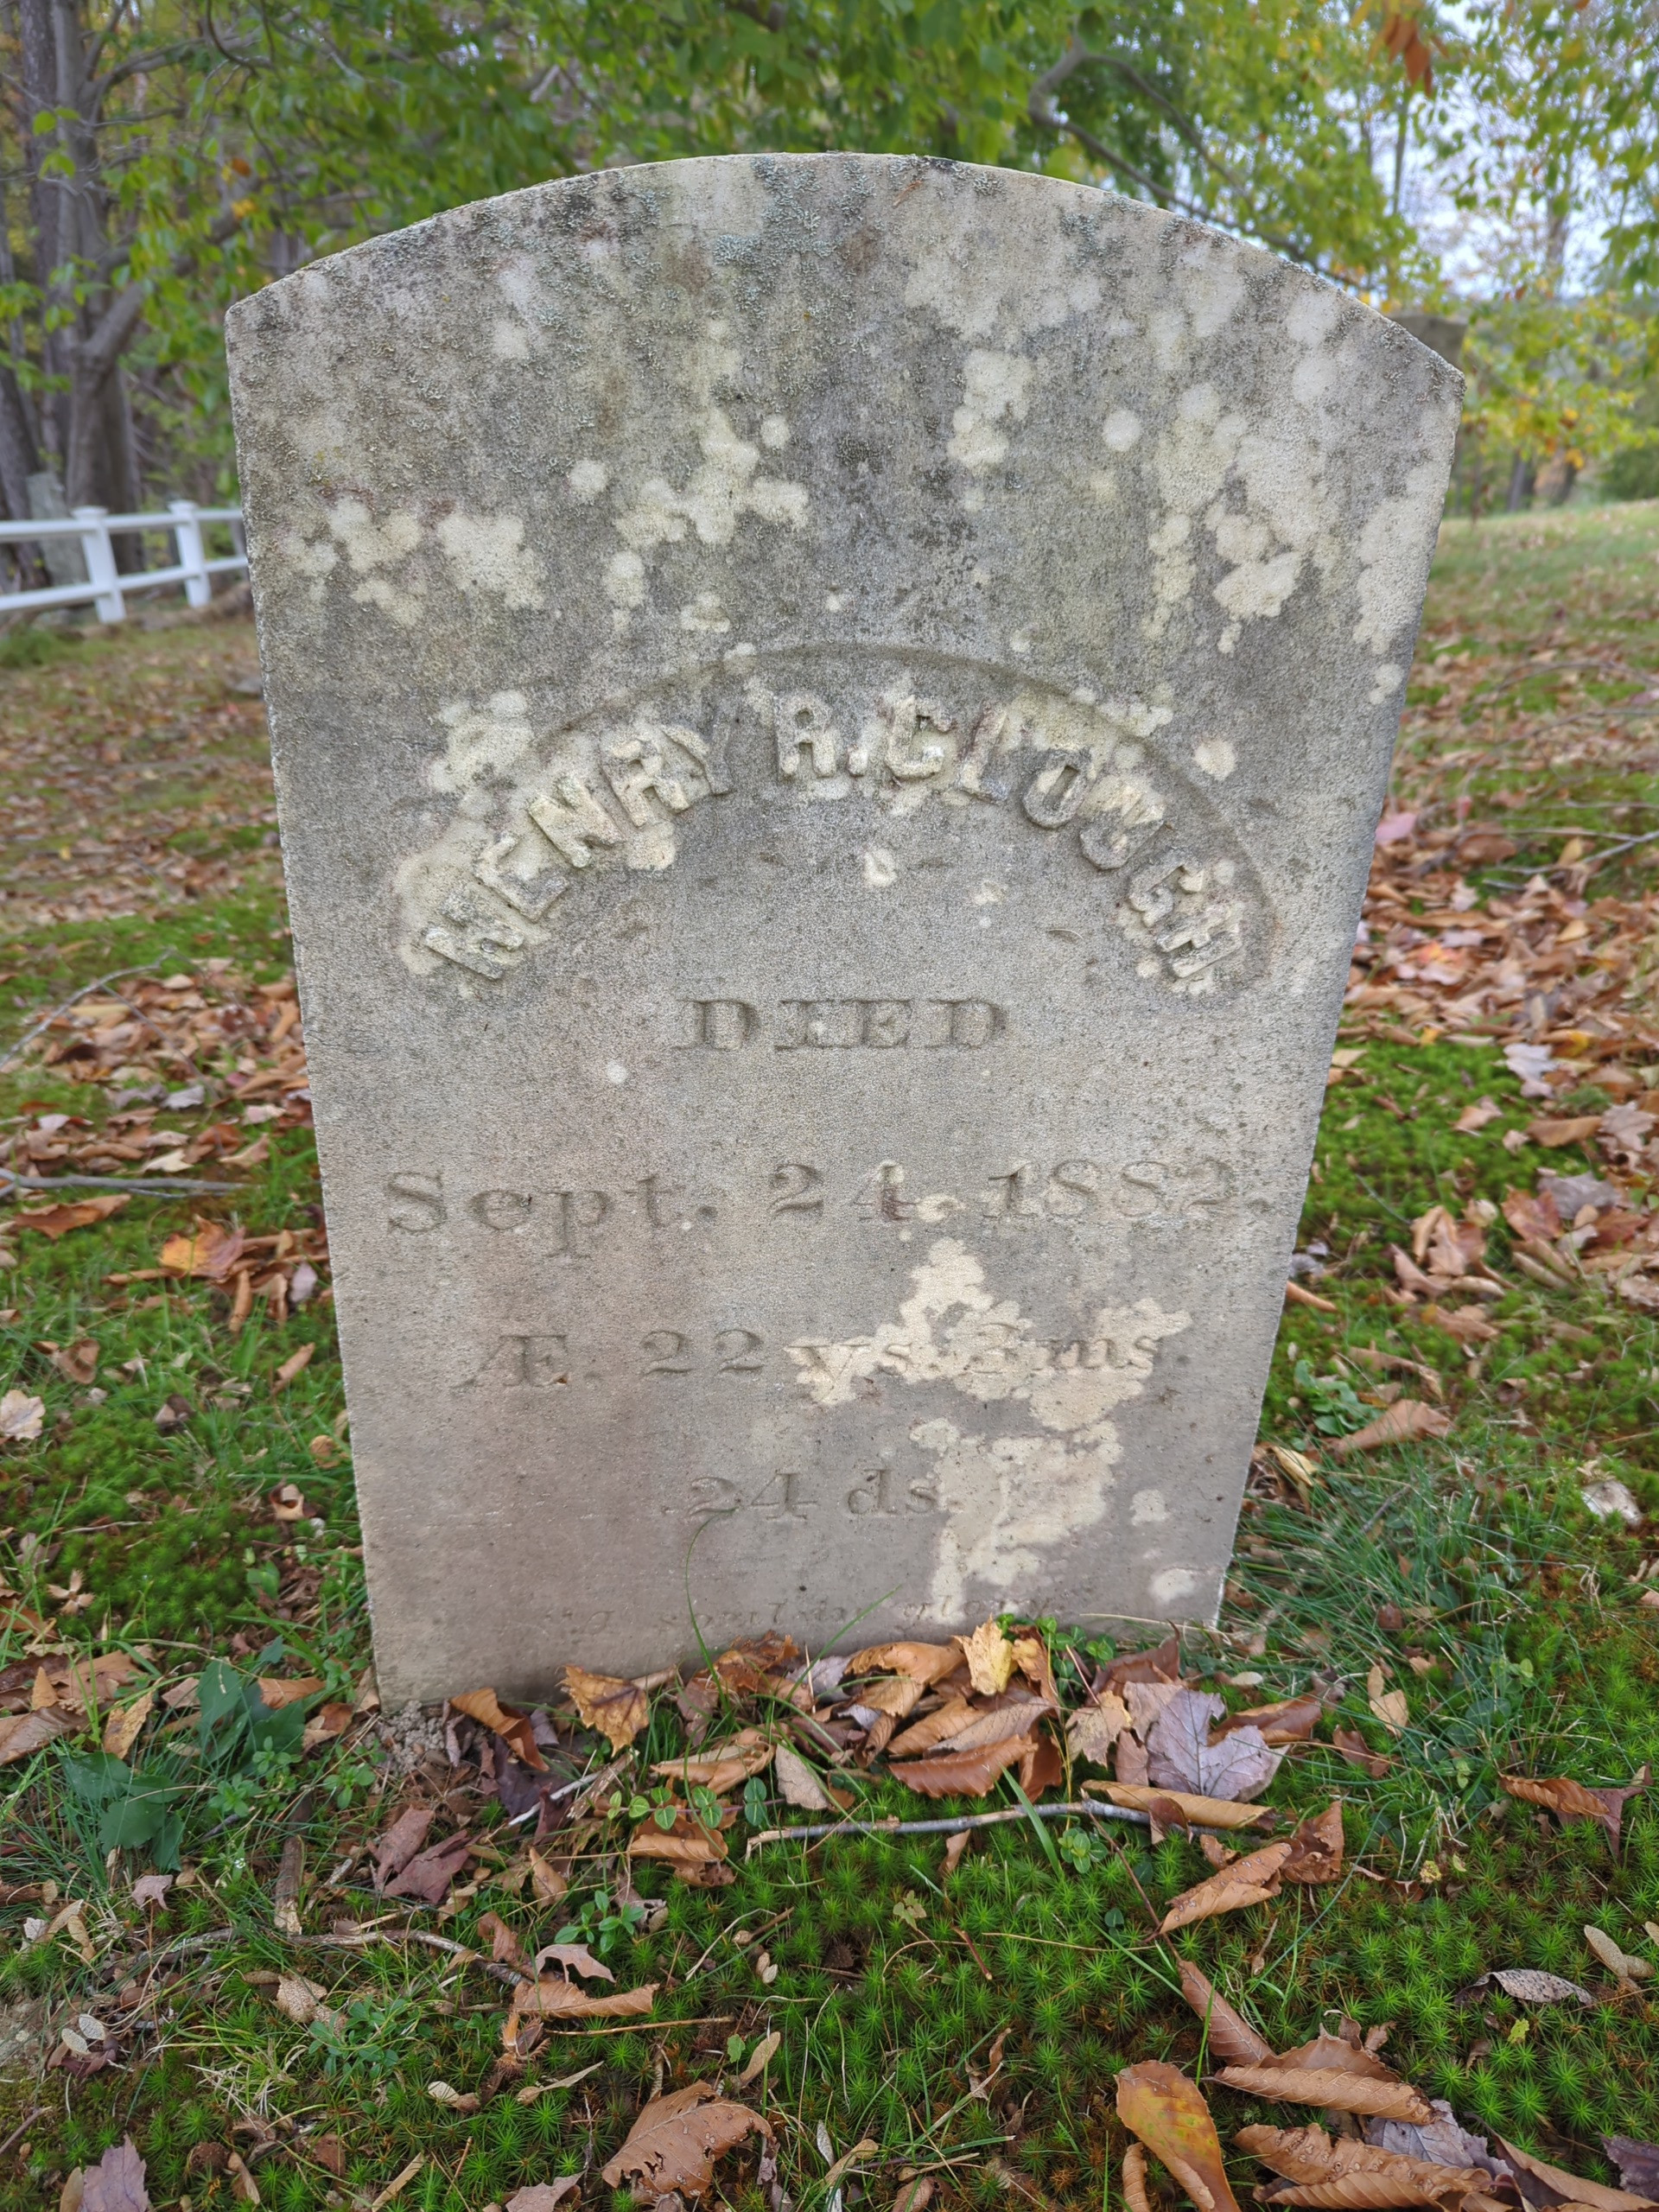 HENRY R. CLOUGH
DIED
Sept. 24, 1882.
Æ. 22 ys. 3 ms.
24 ds.